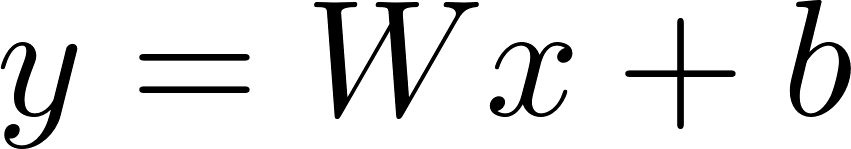 y = Wx + b